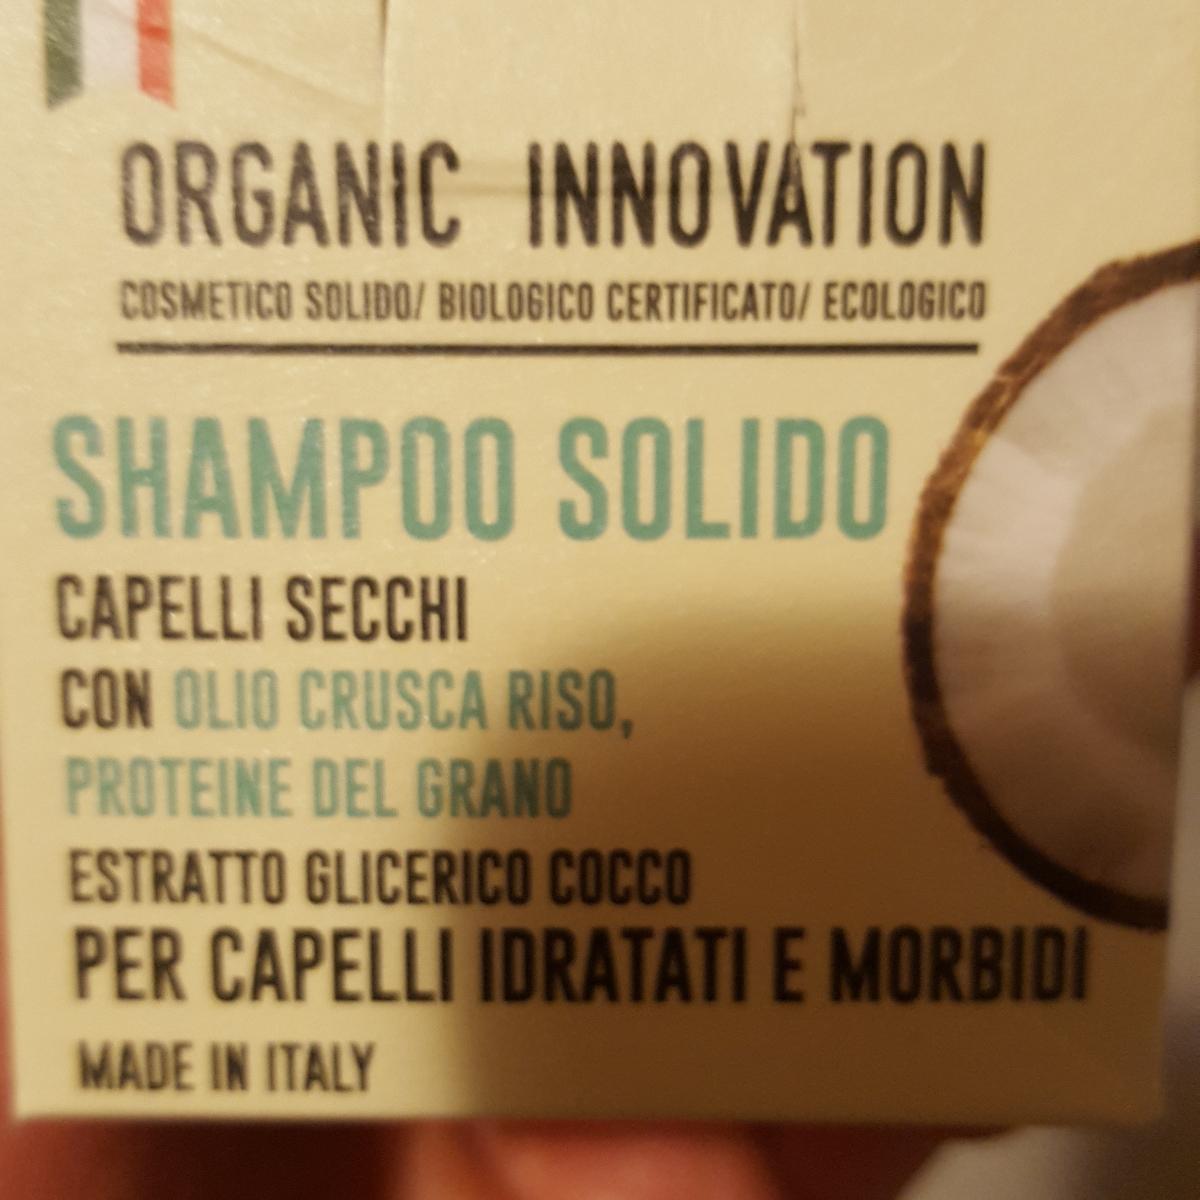 ORGANIC INNOVATION
COSMETICO SOLIDO/ BIOLOGICO CERTIFICATO/ ECOLOGICO
SHAMPOO SOLIDO
CAPELLI SECCHI
CON OLIO CRUSCA RISO,
PROTEINE DEL GRANO
ESTRATTO GLICERICO COCCO
PER CAPELLI IDRATATI E MORBIDI
MADE IN ITALY